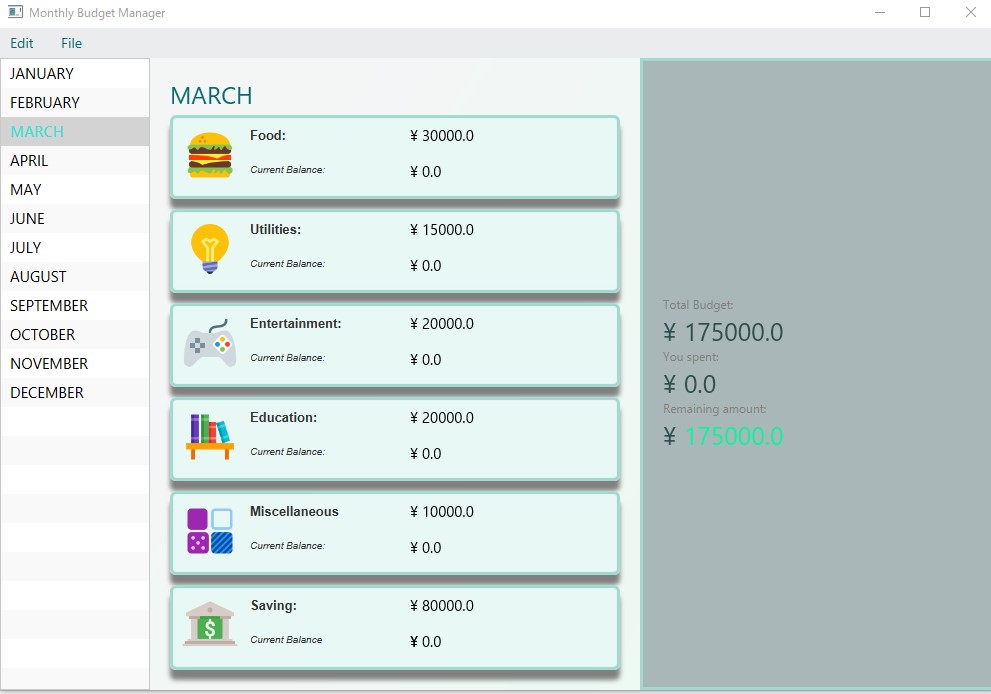 Monthly Budget Manager
Edit File
JANUARY
FEBRUARY
MARCH
APRIL
MAY
JUNE
JULY
AUGUST
SEPTEMBER
OCTOBER
NOVEMBER
DECEMBER
MARCH
Food: ¥ 30000.0
Current Balance: ¥ 0.0
Utilities: ¥ 15000.0
Current Balance: ¥ 0.0
Entertainment: ¥ 20000.0
Current Balance: ¥ 0.0
Education: ¥ 20000.0
Current Balance: ¥ 0.0
Miscellaneous ¥ 10000.0
Current Balance: ¥ 0.0
Saving: ¥ 80000.0
Current Balance ¥ 0.0
Total Budget:
¥ 175000.0
You spent:
¥ 0.0
Remaining amount:
¥ 175000.0